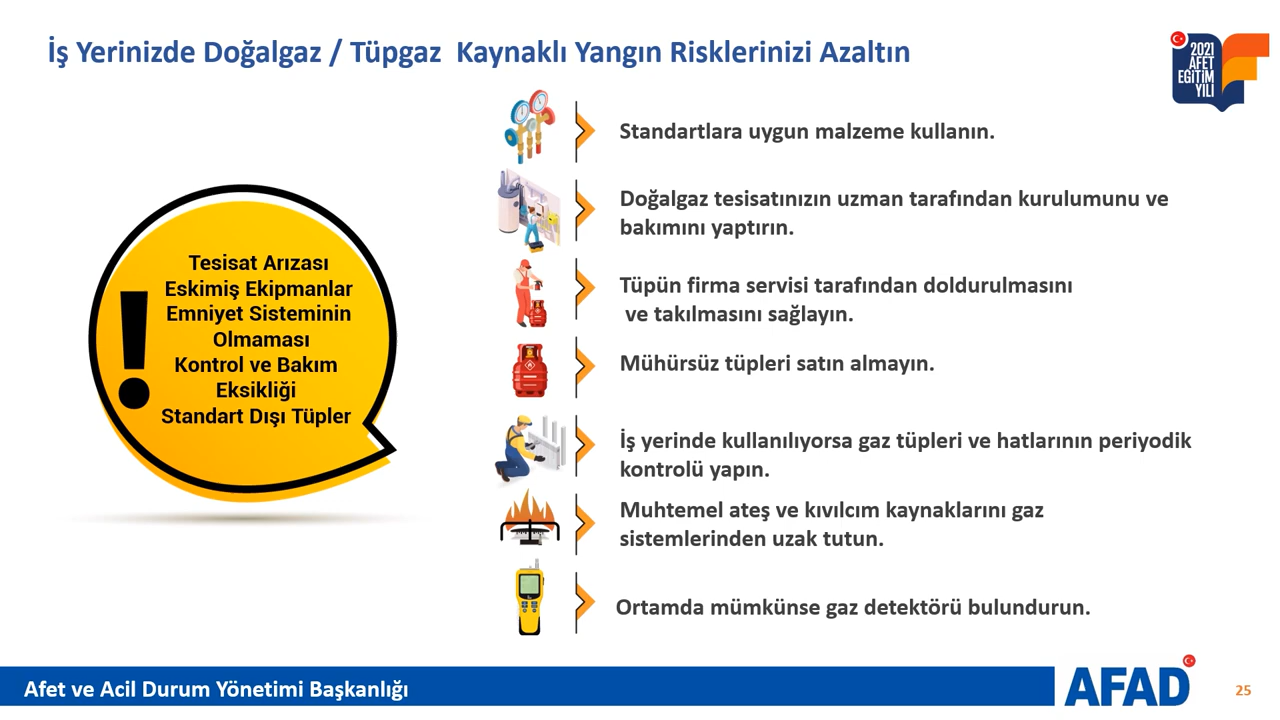 İş Yerinizde Doğalgaz / Tüpgaz  Kaynaklı Yangın Risklerinizi Azaltın
2021
AFET
EĞİTİM
YILI
Tesisat Arızası
Eskimiş Ekipmanlar
Emniyet Sisteminin
Olmaması
Kontrol ve Bakım
Eksikliği
Standart Dışı Tüpler
!
Standartlara uygun malzeme kullanın.
Doğalgaz tesisatınızın uzman tarafından kurulumunu ve
bakımını yaptırın.
Tüpün firma servisi tarafından doldurulmasını
ve takılmasını sağlayın.
Mühürsüz tüpleri satın almayın.
İş yerinde kullanılıyorsa gaz tüpleri ve hatlarının periyodik
kontrolü yapın.
Muhtemel ateş ve kıvılcım kaynaklarını gaz
sistemlerinden uzak tutun.
Ortamda mümkünse gaz detektörü bulundurun.
Afet ve Acil Durum Yönetimi Başkanlığı
AFAD
25